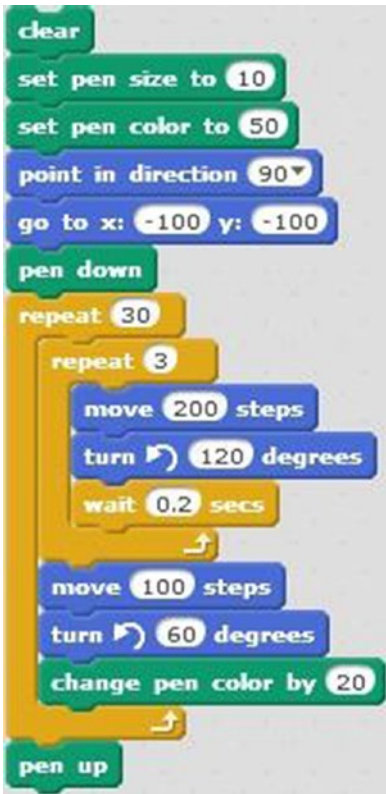 clear
set pen size to 10
set pen color to 50
point in direction 90
go to x: -100 y: -100
pen down
repeat 30
repeat 3
move 200 steps
turn 120 degrees
wait 0.2 secs
move 100 steps
turn 60 degrees
change pen color by 20
pen up